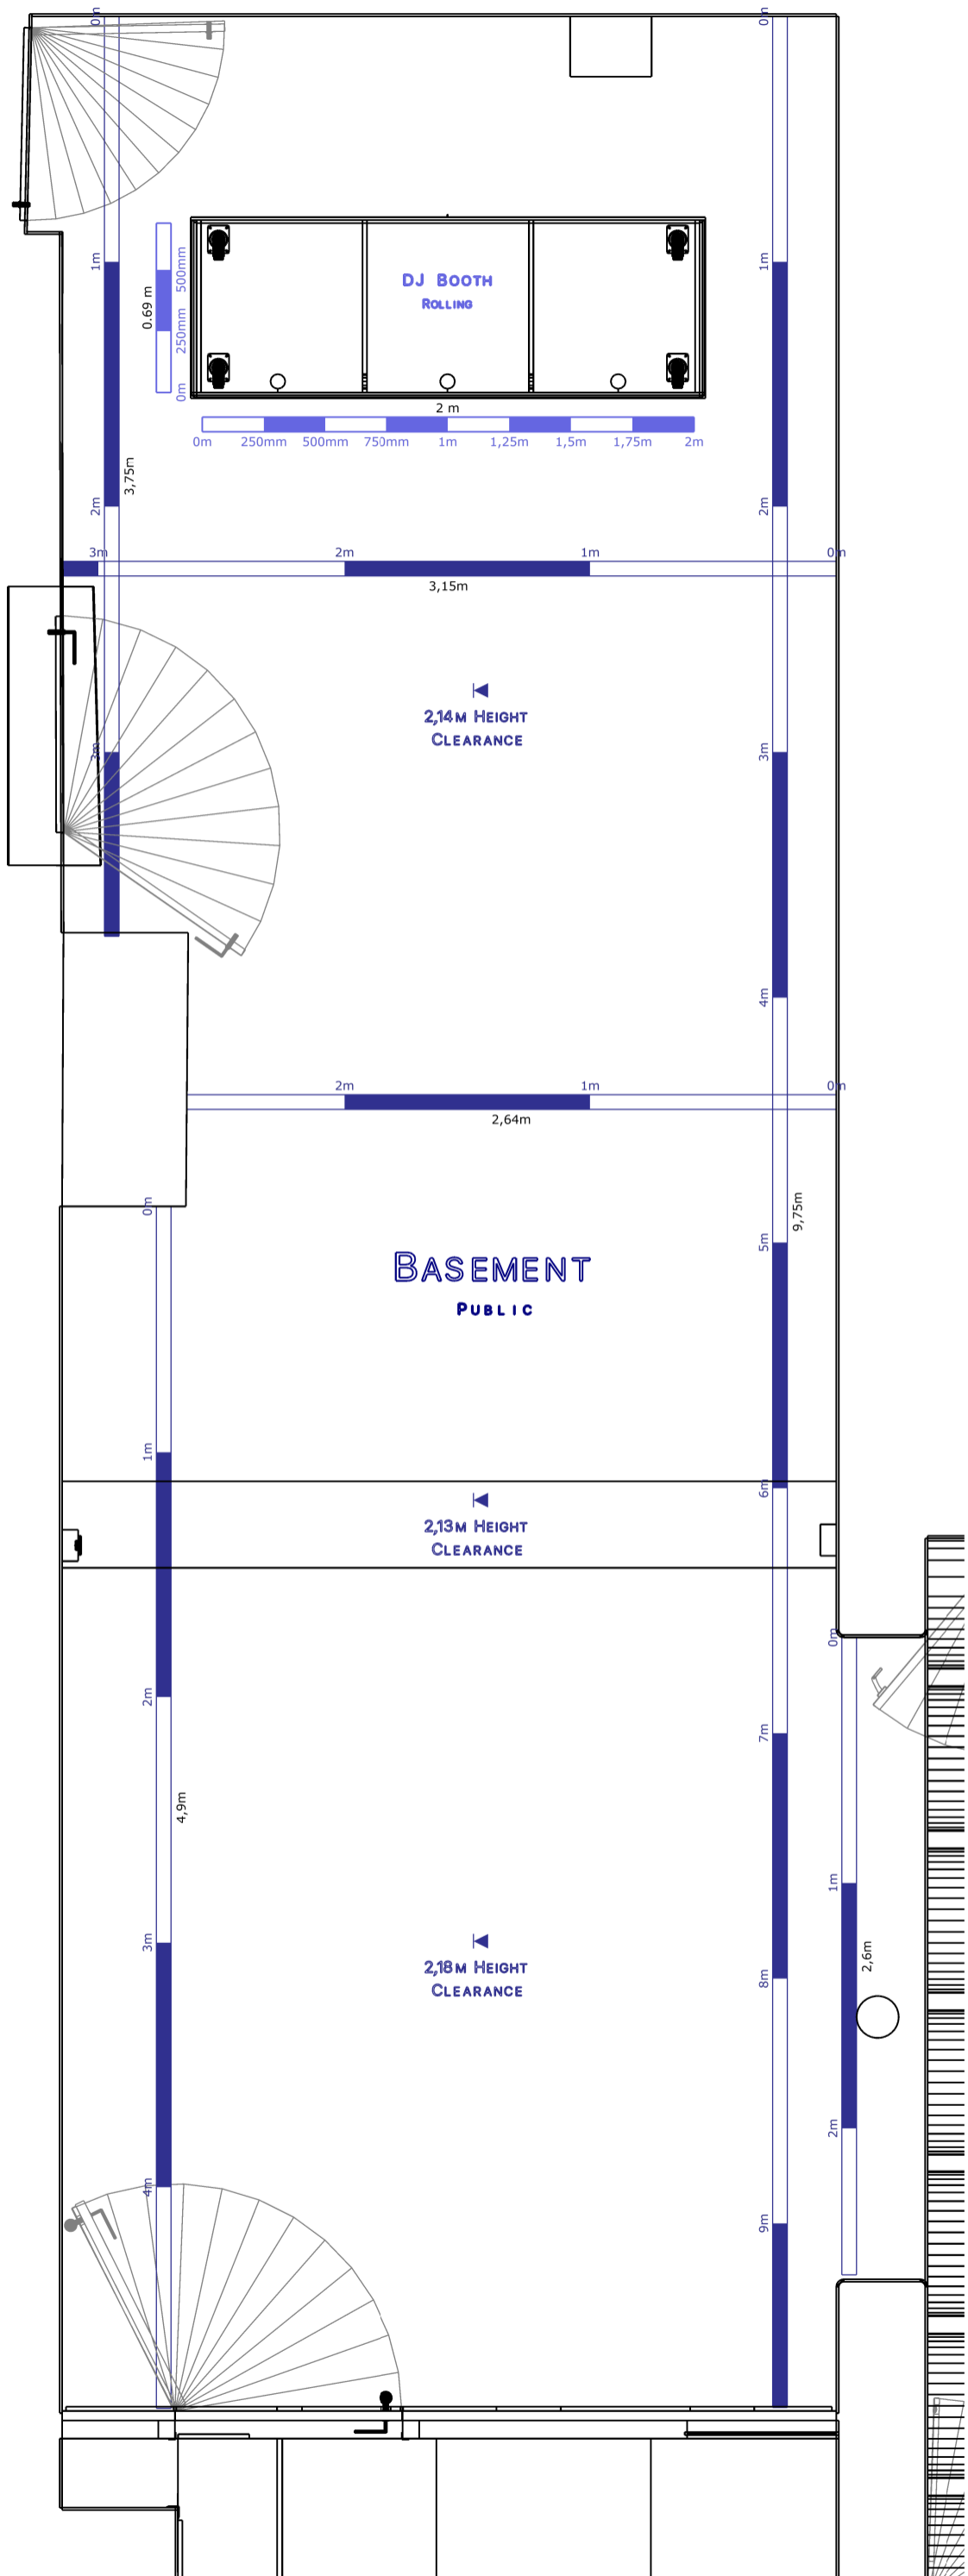 0m
0m
1m
1m
500mm
250mm
0m
0.69 m
DJ Booth
Rolling
2 m
0m 250mm 500mm 750mm 1m 1,25m 1,5m 1,75m 2m
3,75m
2m
2m
3m 2m 1m 0m
3,15m
2,14m Height
Clearance
3m
3m
4m
2m 1m 0m
2,64m
0m
9,75m
5m
Basement
Public
1m
6m
2,13m Height
Clearance
0m
2m
7m
4,9m
1m
3m
2,6m
2,18m Height
Clearance
8m
2m
4m
9m